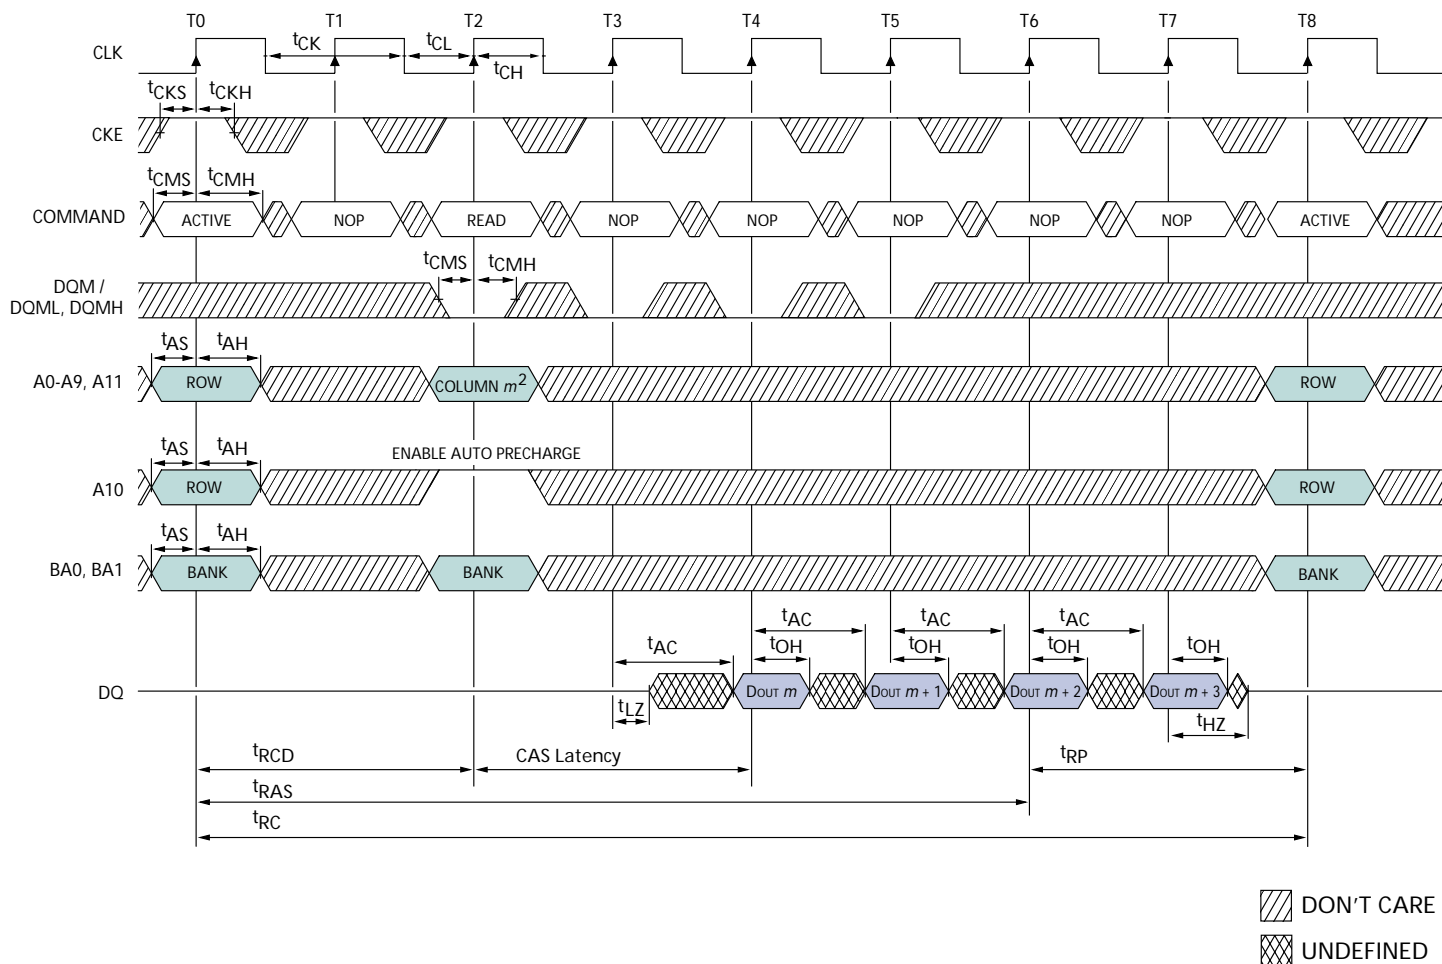 T0 T1 T2 T3 T4 T5 T6 T7 T8
CLK
tCK tCL
tCH
tCKS tCKH
CKE
tCMS tCMH
COMMAND ACTIVE NOP READ NOP NOP NOP NOP NOP ACTIVE
tCMS tCMH
DQM /
DQML, DQMH
tAS tAH
A0-A9, A11 ROW COLUMN m2 ROW
tAS tAH
ENABLE AUTO PRECHARGE
A10 ROW ROW
tAS tAH
BA0, BA1 BANK BANK BANK
tAC tAC tAC
tAC tOH tOH tOH tOH
DQ DOUT m DOUT m + 1 DOUT m + 2 DOUT m + 3
tLZ tHZ
tRCD CAS Latency tRP
tRAS
tRC
DON'T CARE
UNDEFINED